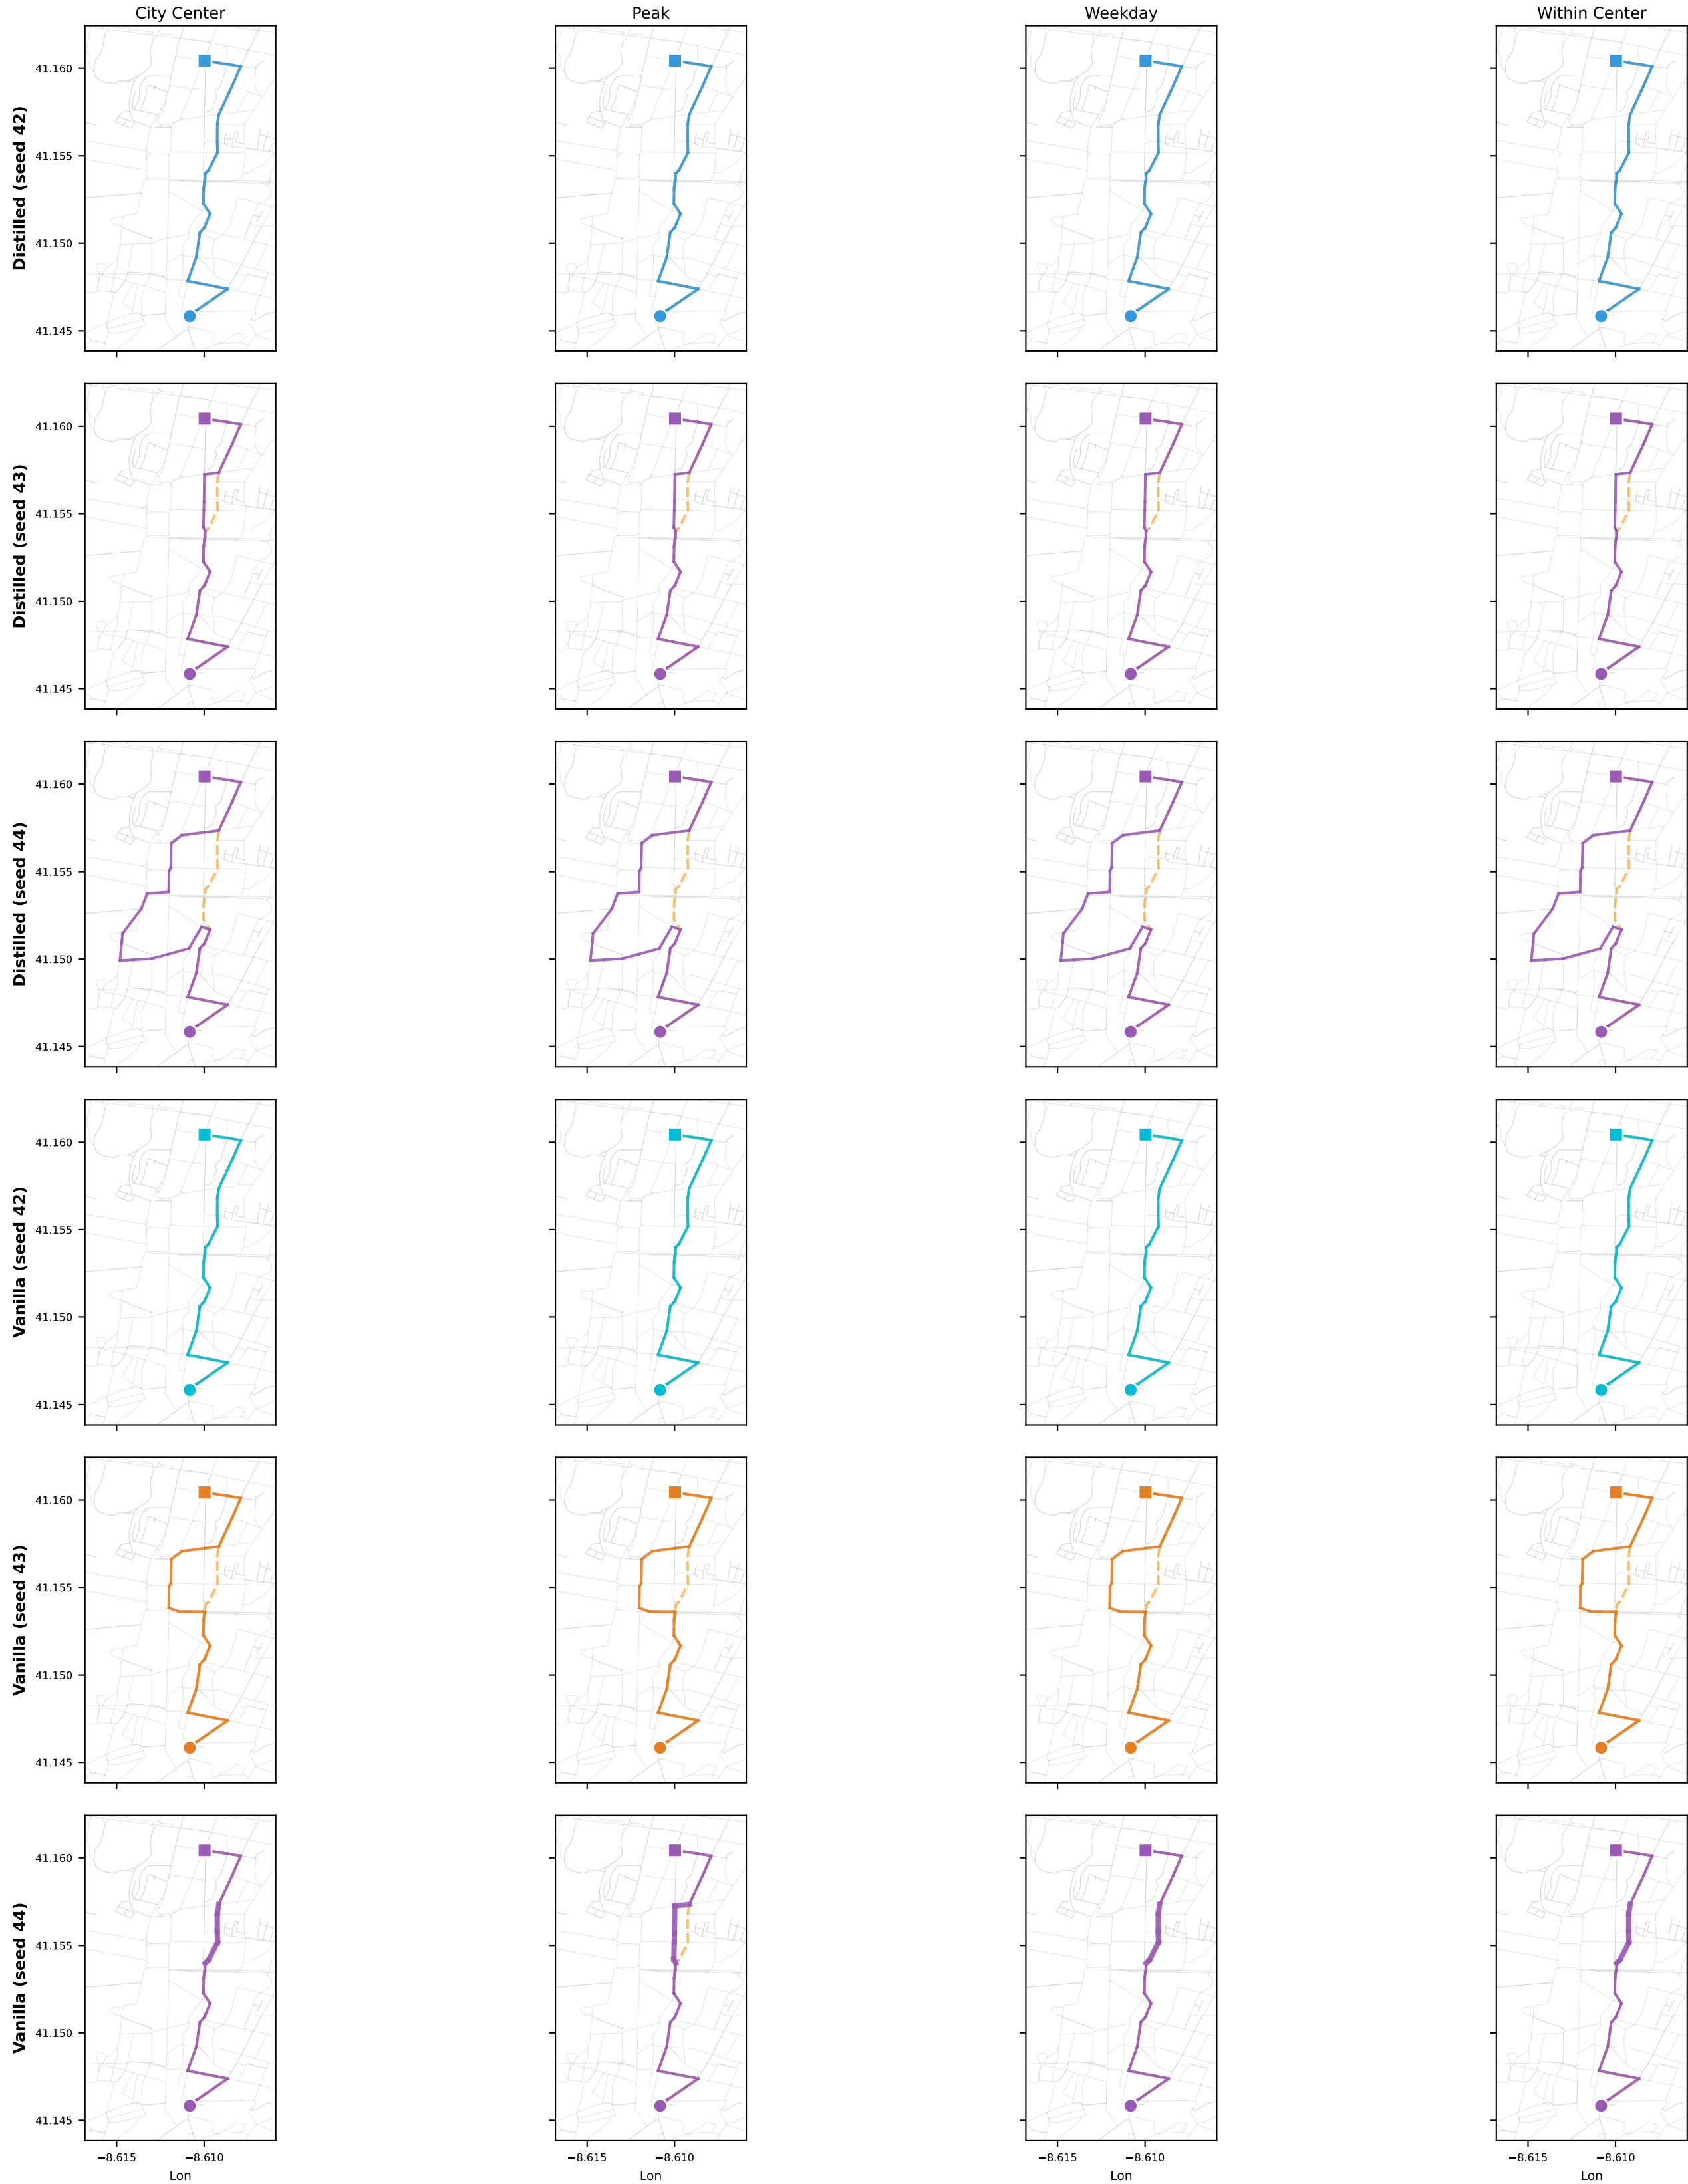 City Center Peak Weekday Within Center
Distilled (seed 42)
41.160
41.155
41.150
41.145
Distilled (seed 43)
41.160
41.155
41.150
41.145
Distilled (seed 44)
41.160
41.155
41.150
41.145
Vanilla (seed 42)
41.160
41.155
41.150
41.145
Vanilla (seed 43)
41.160
41.155
41.150
41.145
Vanilla (seed 44)
41.160
41.155
41.150
41.145
−8.615 −8.610 −8.615 −8.610 −8.615 −8.610 −8.615 −8.610
Lon Lon Lon Lon